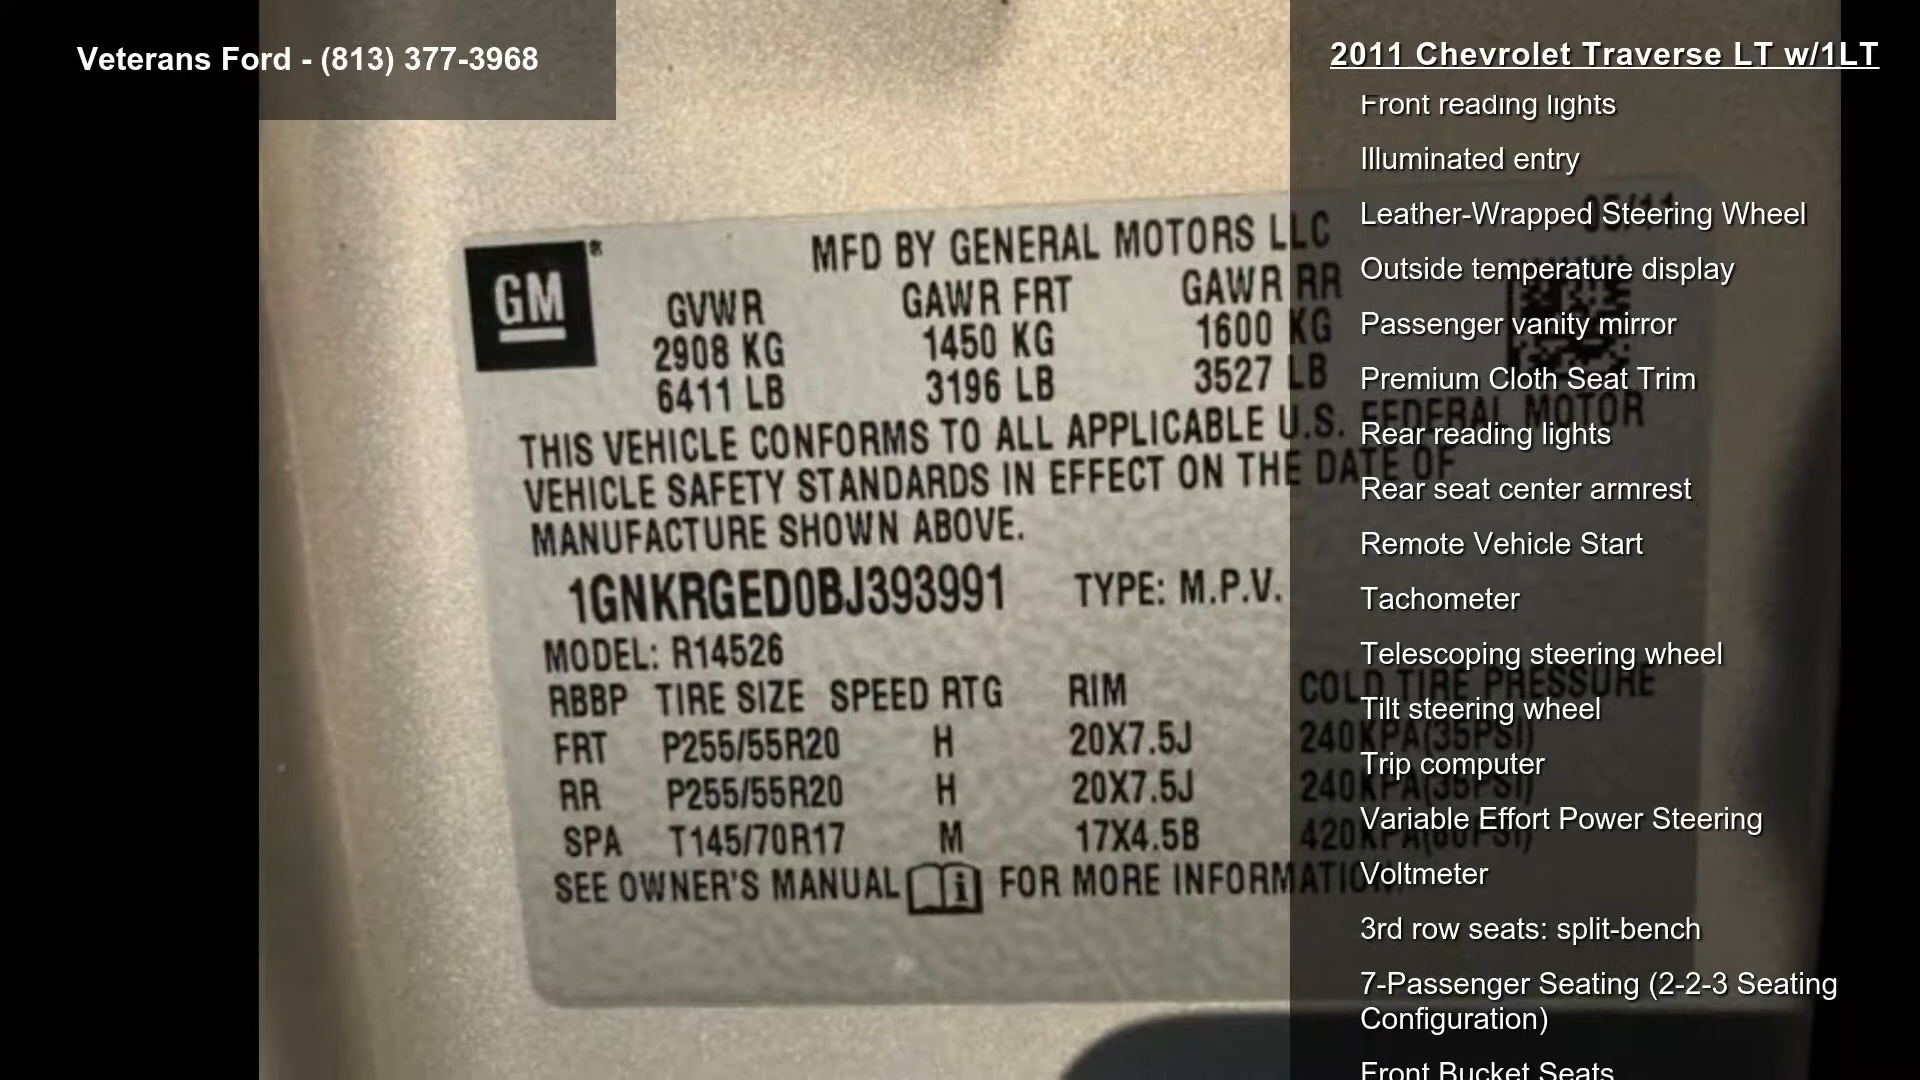 Veterans Ford - (813) 377-3968
2011 Chevrolet Traverse LT w/1LT
Front reading lights
Illuminated entry
Leather-Wrapped Steering Wheel
Outside temperature display
Passenger vanity mirror
Premium Cloth Seat Trim
Rear reading lights
Rear seat center armrest
Remote Vehicle Start
Tachometer
Telescoping steering wheel
Tilt steering wheel
Trip computer
Variable Effort Power Steering
Voltmeter
3rd row seats: split-bench
7-Passenger Seating (2-2-3 Seating
Configuration)
Front Bucket Seats
GM®
MFD BY GENERAL MOTORS LLC
GVWR GAWR FRT GAWR RR
2908 KG 1450 KG 1600 KG
6411 LB 3196 LB 3527 LB
THIS VEHICLE CONFORMS TO ALL APPLICABLE U.S. FEDERAL MOTOR
VEHICLE SAFETY STANDARDS IN EFFECT ON THE DATE OF
MANUFACTURE SHOWN ABOVE.
1GNKRGED0BJ393991 TYPE: M.P.V.
MODEL: R14526
RBBP TIRE SIZE SPEED RTG RIM COLD TIRE PRESSURE
FRT P255/55R20 H 20X7.5J 240KPA(35PSI)
RR P255/55R20 H 20X7.5J 240KPA(35PSI)
SPA T145/70R17 M 17X4.5B 420KPA(60PSI)
SEE OWNER'S MANUAL FOR MORE INFORMATION